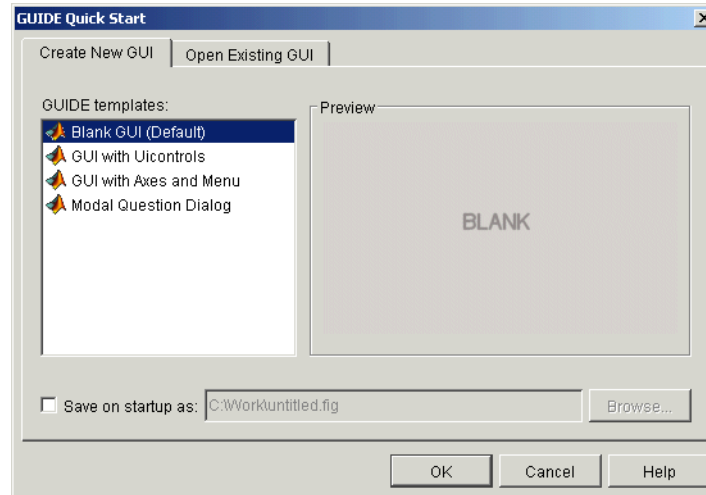 GUIDE Quick Start
Create New GUI
Open Existing GUI
GUIDE templates:
Blank GUI (Default)
GUI with Uicontrols
GUI with Axes and Menu
Modal Question Dialog
Preview
BLANK
Save on startup as:
C:\Work\untitled.fig
Browse...
OK
Cancel
Help